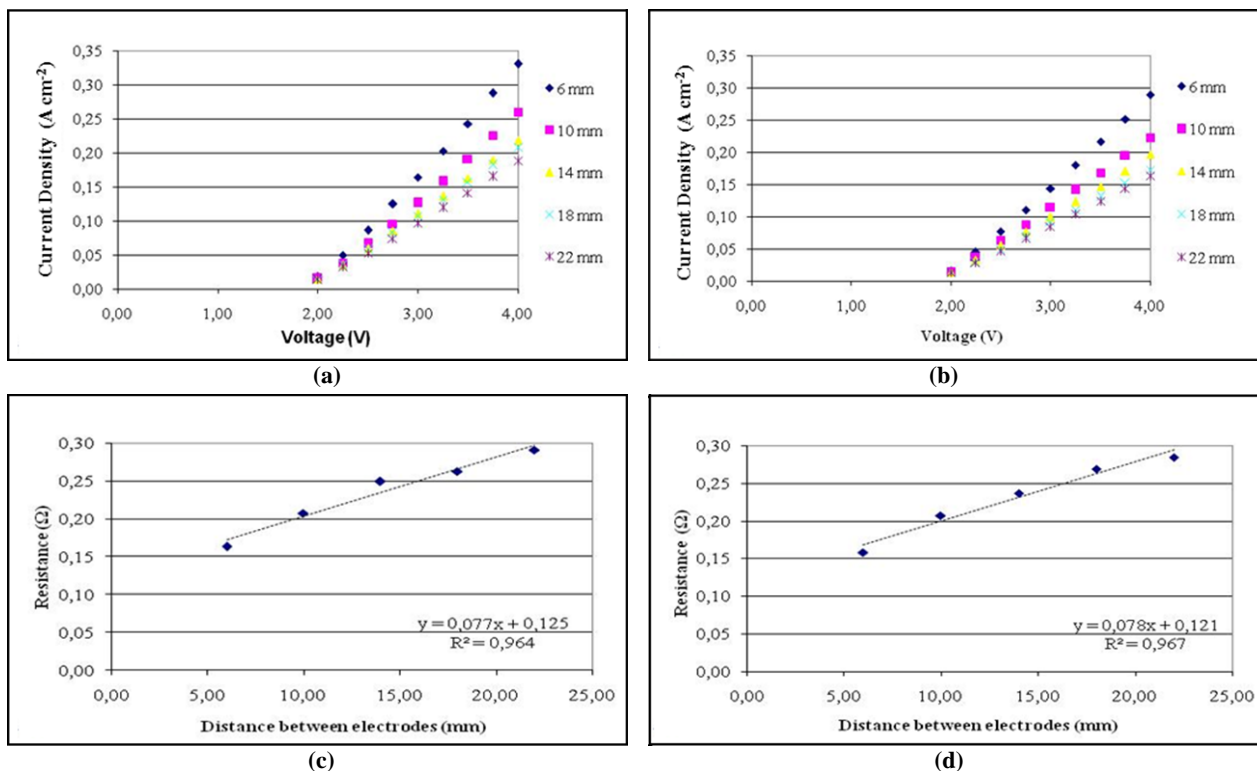 0,35
0,30
0,25
0,20
0,15
0,10
0,05
0,00
Current Density (A cm-2)
0,00 1,00 2,00 3,00 4,00
Voltage (V)
6 mm
10 mm
14 mm
18 mm
22 mm
(a)
0,35
0,30
0,25
0,20
0,15
0,10
0,05
0,00
Current Density (A cm-2)
0,00 1,00 2,00 3,00 4,00
Voltage (V)
6 mm
10 mm
14 mm
18 mm
22 mm
(b)
0,30
0,25
0,20
0,15
0,10
0,05
0,00
Resistance (Ω)
y = 0,077x + 0,125
R² = 0,964
0,00 5,00 10,00 15,00 20,00 25,00
Distance between electrodes (mm)
(c)
0,30
0,25
0,20
0,15
0,10
0,05
0,00
Resistance (Ω)
y = 0,078x + 0,121
R² = 0,967
0,00 5,00 10,00 15,00 20,00 25,00
Distance between electrodes (mm)
(d)